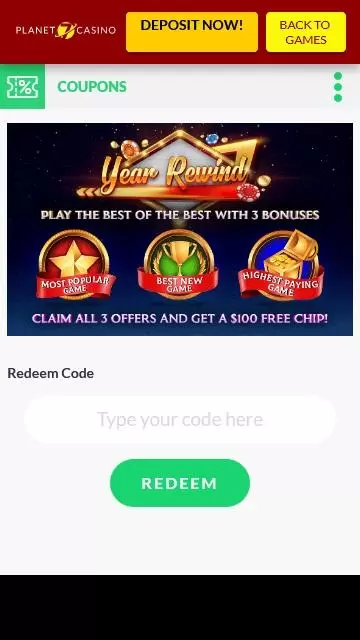 PLANET 7 CASINO
DEPOSIT NOW!
BACK TO
GAMES
COUPONS
Year Rewind
PLAY THE BEST OF THE BEST WITH 3 BONUSES
MOST POPULAR
GAME
BEST NEW
GAME
HIGHEST PAYING
GAME
CLAIM ALL 3 OFFERS AND GET A $100 FREE CHIP!
Redeem Code
Type your code here
REDEEM